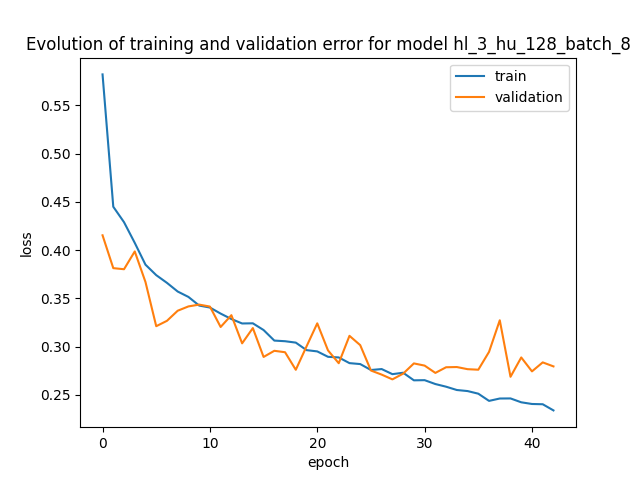 Evolution of training and validation error for model hl_3_hu_128_batch_8
train
validation
loss
0.55
0.50
0.45
0.40
0.35
0.30
0.25
0
10
20
30
40
epoch